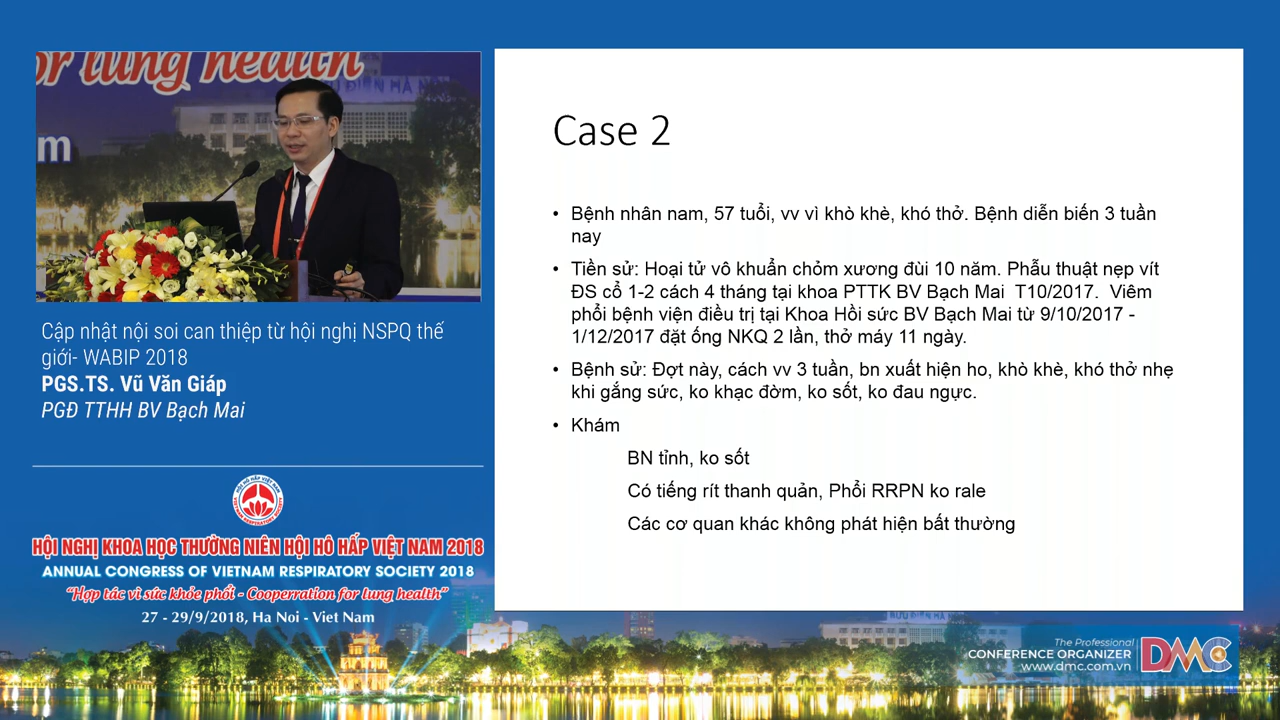 or lung health
m
Cập nhật nội soi can thiệp từ hội nghị NSPQ thế
giới- WABIP 2018
PGS.TS. Vũ Văn Giáp
PGĐ TTHH BV Bạch Mai
HỘI HÔ HẤP VIỆT NAM
VIETNAM RESPIRATORY SOCIETY
HỘI NGHỊ KHOA HỌC THƯỜNG NIÊN HỘI HÔ HẤP VIỆT NAM 2018
ANNUAL CONGRESS OF VIETNAM RESPIRATORY SOCIETY 2018
“Hợp tác vì sức khỏe phổi - Cooperration for lung health”
27 - 29/9/2018, Ha Noi - Viet Nam
Case 2
• Bệnh nhân nam, 57 tuổi, vv vì khò khè, khó thở. Bệnh diễn biến 3 tuần
nay
• Tiền sử: Hoại tử vô khuẩn chỏm xương đùi 10 năm. Phẫu thuật nẹp vít
ĐS cổ 1-2 cách 4 tháng tại khoa PTTK BV Bạch Mai T10/2017. Viêm
phổi bệnh viện điều trị tại Khoa Hồi sức BV Bạch Mai từ 9/10/2017 -
1/12/2017 đặt ống NKQ 2 lần, thở máy 11 ngày.
• Bệnh sử: Đợt này, cách vv 3 tuần, bn xuất hiện ho, khò khè, khó thở nhẹ
khi gắng sức, ko khạc đờm, ko sốt, ko đau ngực.
• Khám
BN tỉnh, ko sốt
Có tiếng rít thanh quản, Phổi RRPN ko rale
Các cơ quan khác không phát hiện bất thường
The Professional
CONFERENCE ORGANIZER
www.dmc.com.vn
DMC